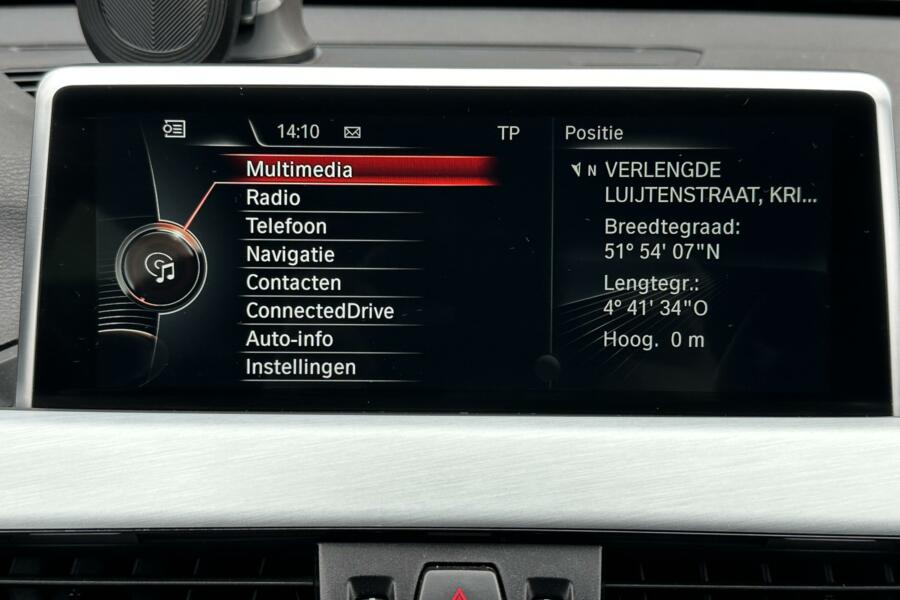 14:10
TP
Multimedia
Radio
Telefoon
Navigatie
Contacten
ConnectedDrive
Auto-info
Instellingen
Positie
N VERLENGDE
LUIJTENSTRAAT, KRI...
Breedtegraad:
51° 54' 07"N
Lengtegr.:
4° 41' 34"O
Hoog. 0 m